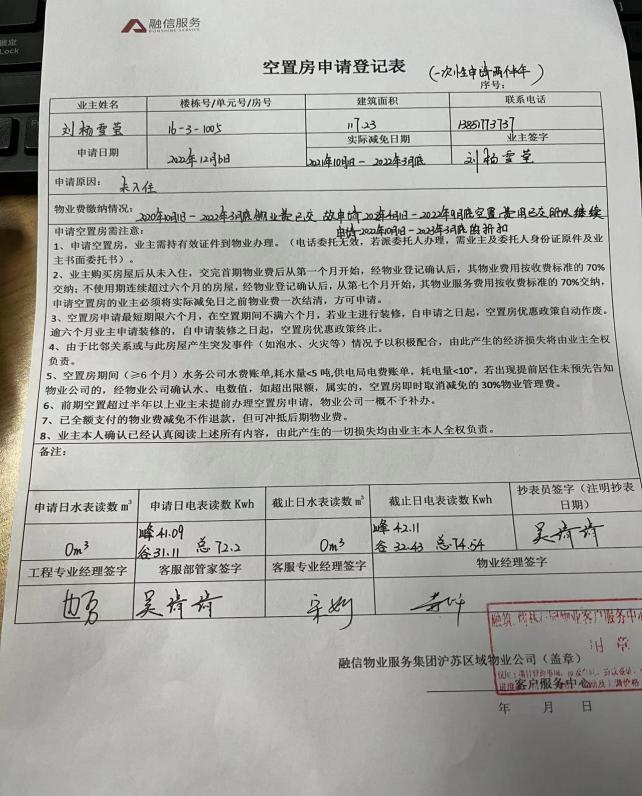 融信服务
RONSHINE SERVICE
空置房申请登记表
(一次性申请两个半年)
序号：
业主姓名 楼栋号/单元号/房号 建筑面积 联系电话
刘杨雪莹 16-3-1005 117.23 13851773737
申请日期 2022年12月6日 实际减免日期 业主签字
2021年10月1日-2022年3月底 刘杨雪莹
申请原因： 未入住
物业费缴纳情况：2020年10月1日-2022年3月底物业费已交 故申请2022年4月1日-2022年9月底空置 费用已交所以继续
申请2022年10月1日-2023年3月底的折扣
申请空置房需注意：
1、申请空置房，业主需持有效证件到物业办理。（电话委托无效，若派委托人办理，需业主及委托人身份证原件及业
主书面委托书）。
2、业主购买房屋后从未入住，交完首期物业费后从第一个月开始，经物业登记确认后，其物业费用按收费标准的 70%
交纳；不使用期连续超过六个月的房屋，经物业登记确认后，从第七个月开始，其物业服务费用按收费标准的 70%交纳，
申请空置房的业主必须将实际减免日之前物业费一次结清，方可申请。
3、空置房申请最短期限六个月，在空置期间不满六个月，若业主进行装修，自申请之日起，空置房优惠政策自动作废。
逾六个月业主申请装修的，自申请装修之日起，空置房优惠政策终止。
4、由于比邻关系或与此房屋产生突发事件（如泡水、火灾等）情况予以积极配合，由此产生的经济损失将由业主全权
负责。
5、空置房期间（≥6 个月）水务公司水费账单,耗水量<5 吨,供电局电费账单，耗电量<10°，若出现提前居住未预先告知
物业公司的，经物业公司确认水、电数值，如超出限额，属实的，空置房即时取消减免的 30%物业管理费。
6、前期空置超过半年以上业主未提前办理空置房申请，物业公司一概不予补办。
7、已全额支付的物业费减免不作退款，但可冲抵后期物业费。
8、业主本人确认已经认真阅读上述所有内容，由此产生的一切损失均由业主本人全权负责。
备注：
申请日水表读数 m³ 申请日电表读数 Kwh 截止日水表读数 m³ 截止日电表读数 Kwh 抄表员签字（注明抄表
日期）
0m³ 峰41.09 0m³ 峰 42.11 吴琦琦
谷31.11 总 72.2 谷 32.43 总74.54
工程专业经理签字 客服部管家签字 客服专业经理签字 物业经理签字
吴琦琦
融信物业服务集团沪苏区域物业公司（盖章）
客户服务中心
年 月 日